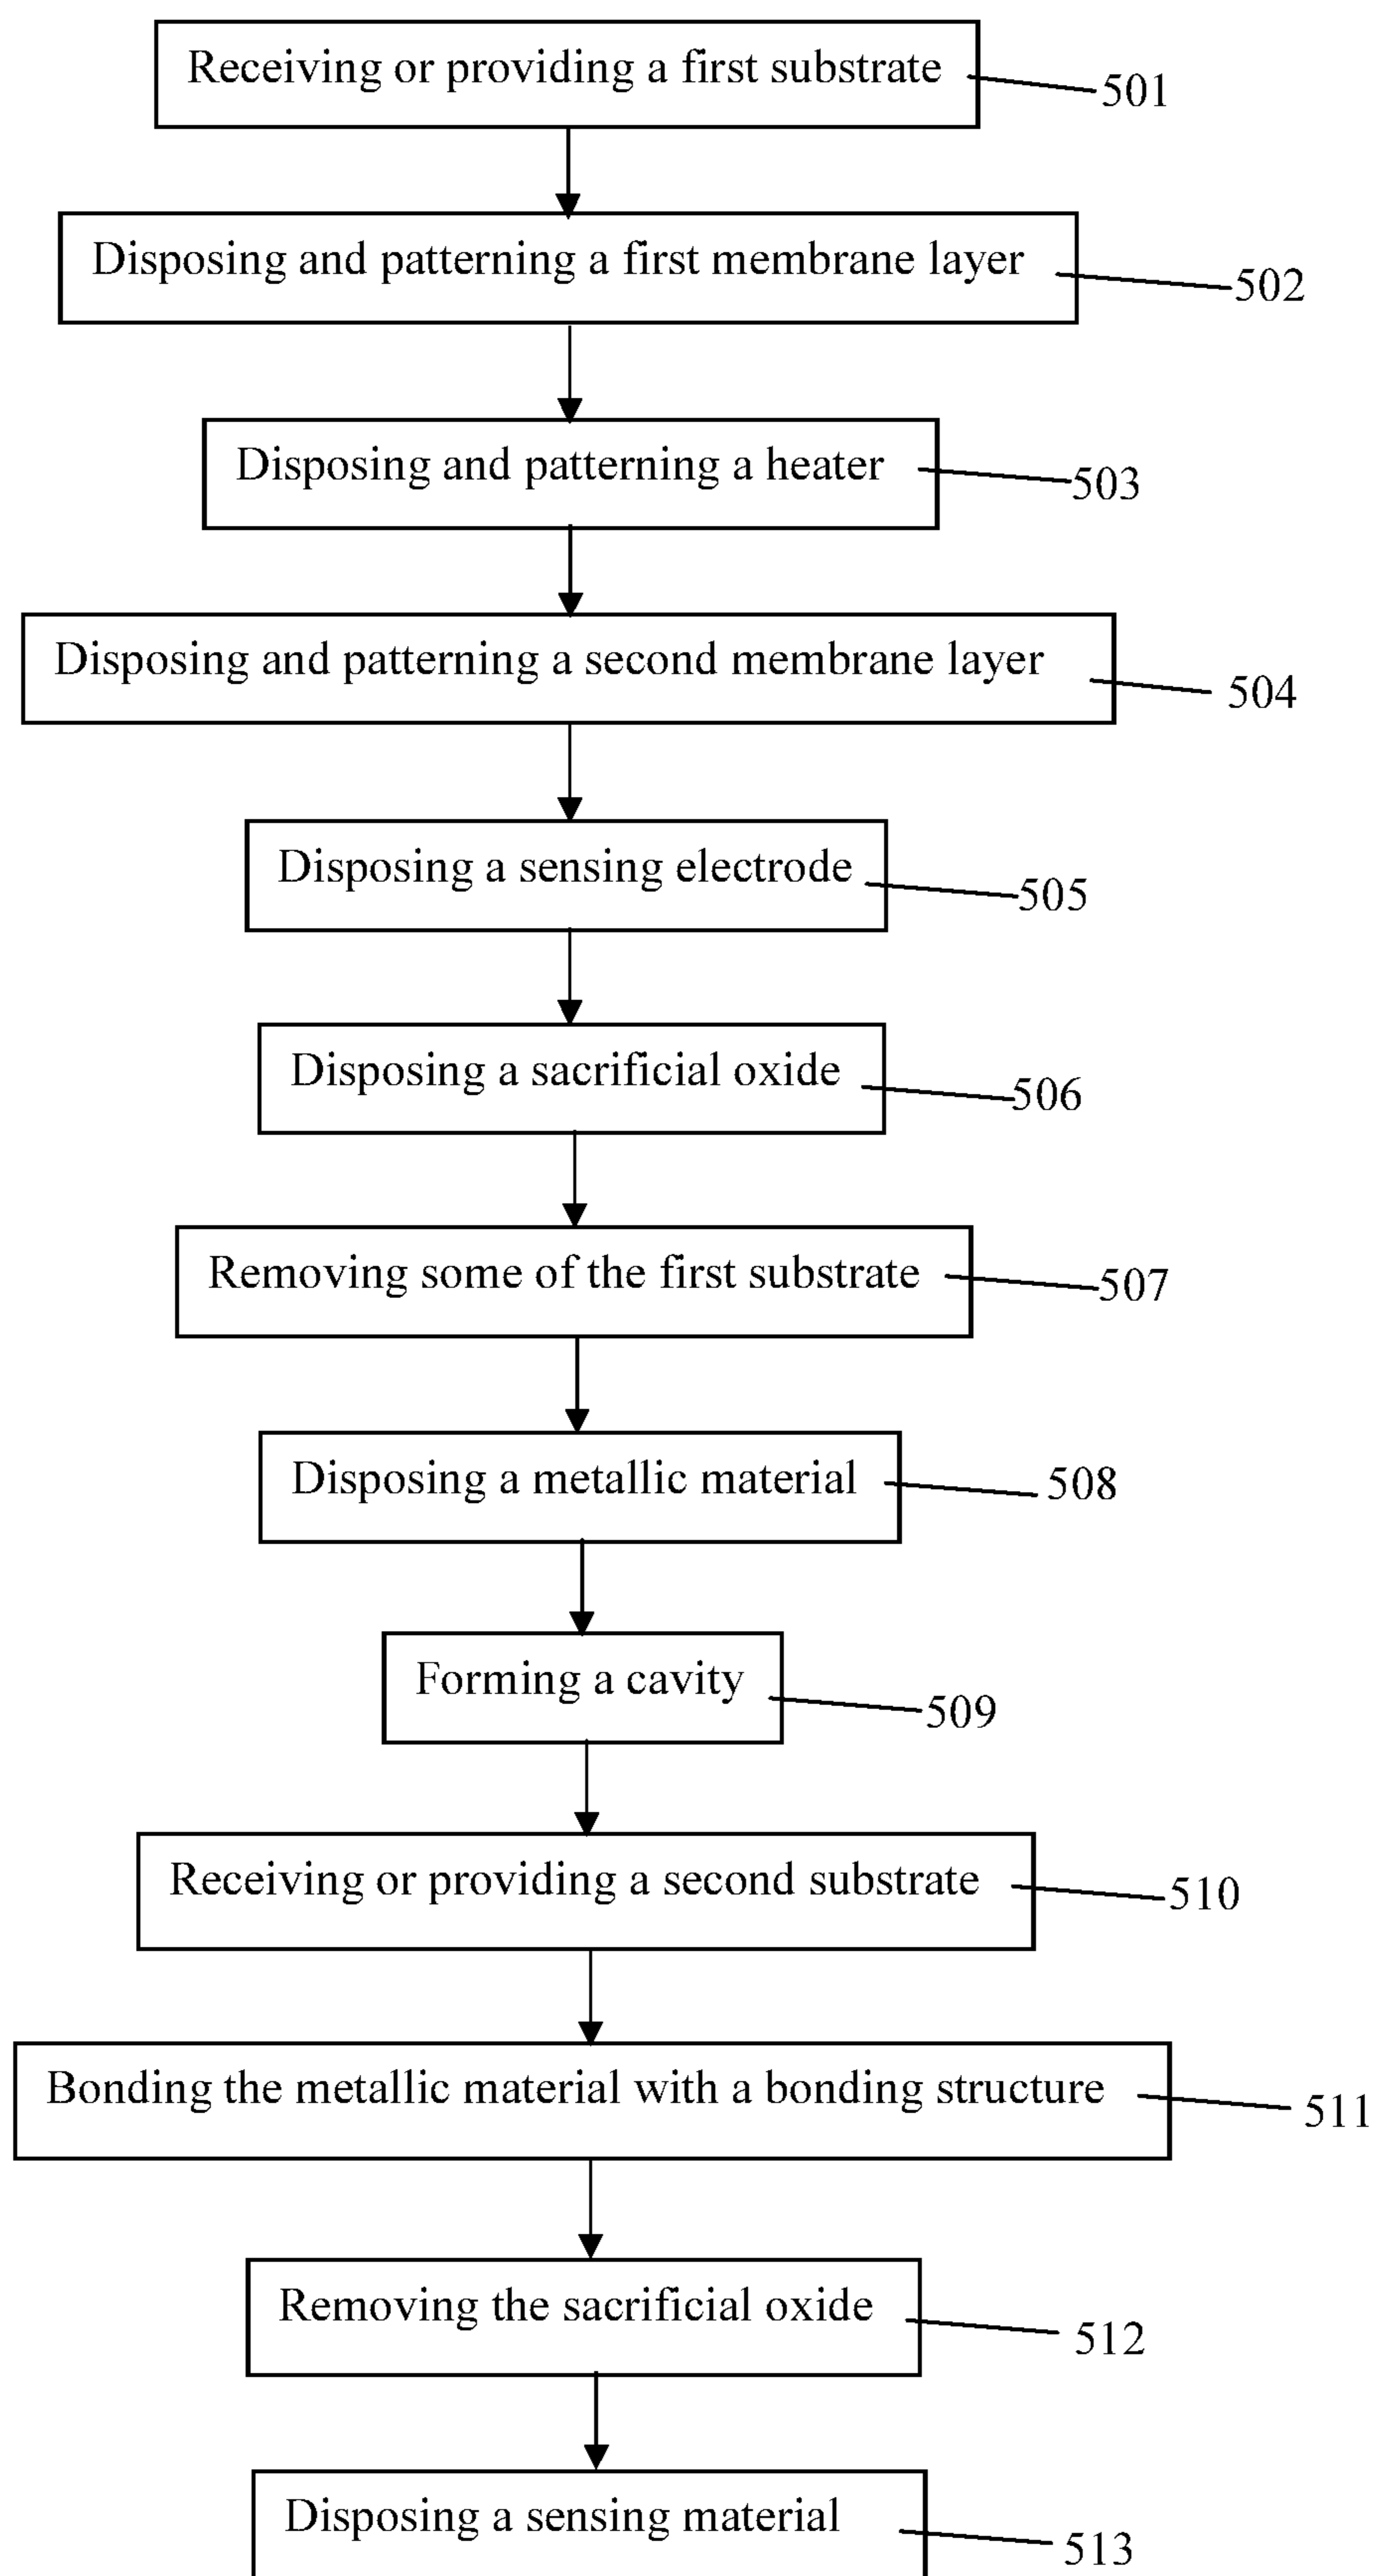 Receiving or providing a first substrate
501
Disposing and patterning a first membrane layer
502
Disposing and patterning a heater
503
Disposing and patterning a second membrane layer
504
Disposing a sensing electrode
505
Disposing a sacrificial oxide
506
Removing some of the first substrate
507
Disposing a metallic material
508
Forming a cavity
509
Receiving or providing a second substrate
510
Bonding the metallic material with a bonding structure
511
Removing the sacrificial oxide
512
Disposing a sensing material
513